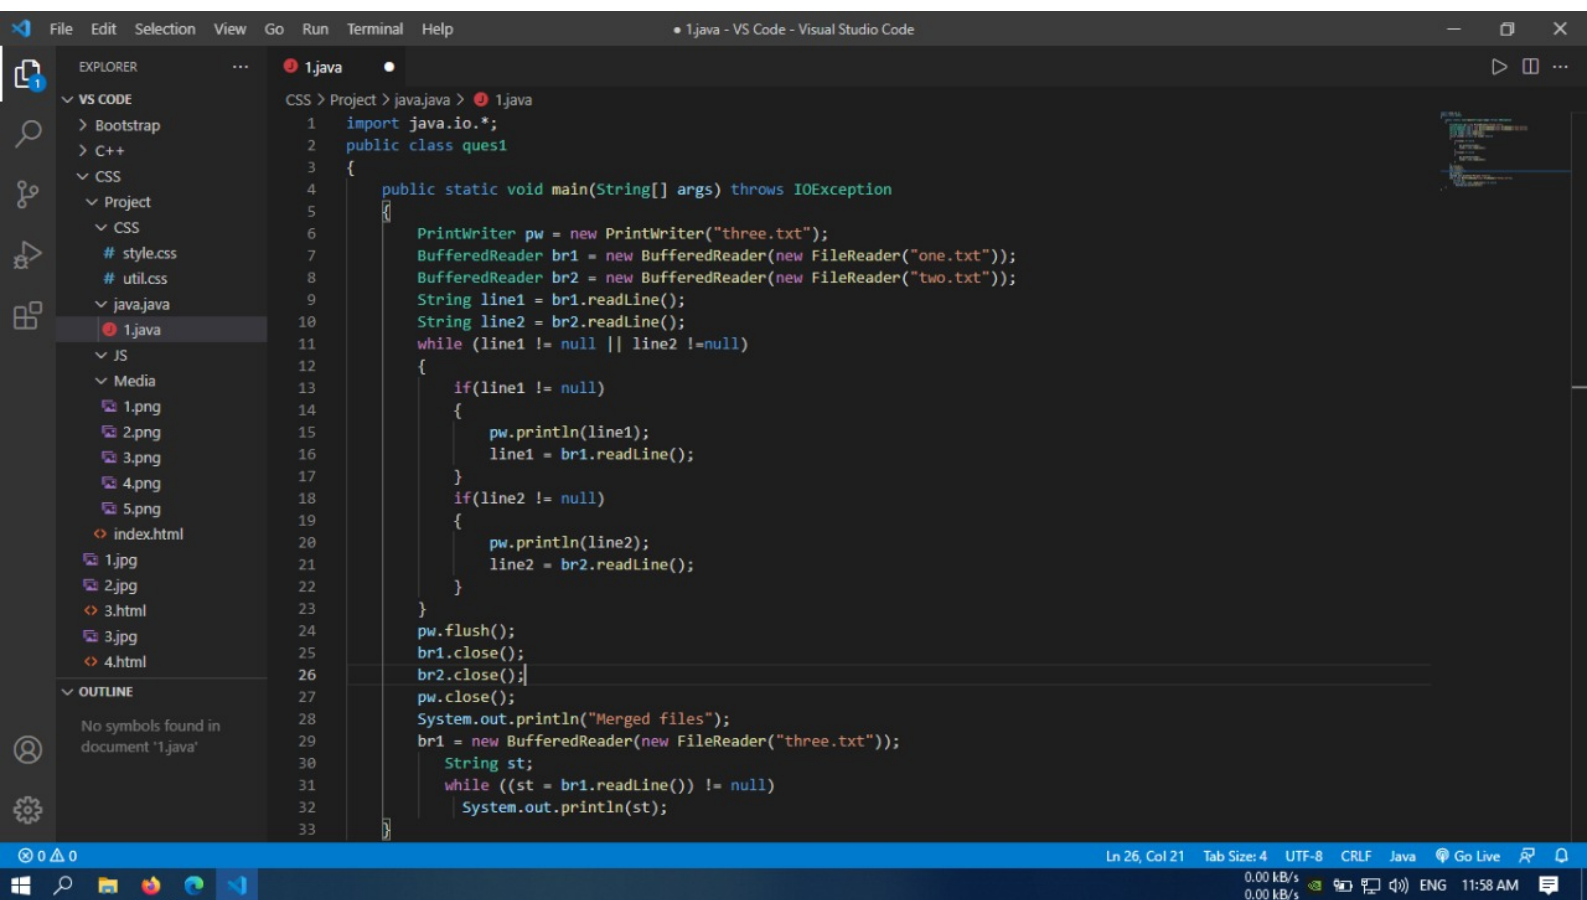 File Edit Selection View Go Run Terminal Help
● 1.java - VS Code - Visual Studio Code
EXPLORER
VS CODE
Bootstrap
C++
CSS
Project
CSS
# style.css
# util.css
java.java
1.java
JS
Media
1.png
2.png
3.png
4.png
5.png
<> index.html
1.jpg
2.jpg
<> 3.html
3.jpg
<> 4.html
OUTLINE
No symbols found in
document '1.java'
1
1.java ●
CSS > Project > java.java > 1.java
1 import java.io.*;
2 public class ques1
3 {
4 public static void main(String[] args) throws IOException
5 {
6 PrintWriter pw = new PrintWriter("three.txt");
7 BufferedReader br1 = new BufferedReader(new FileReader("one.txt"));
8 BufferedReader br2 = new BufferedReader(new FileReader("two.txt"));
9 String line1 = br1.readLine();
10 String line2 = br2.readLine();
11 while (line1 != null || line2 !=null)
12 {
13 if(line1 != null)
14 {
15 pw.println(line1);
16 line1 = br1.readLine();
17 }
18 if(line2 != null)
19 {
20 pw.println(line2);
21 line2 = br2.readLine();
22 }
23 }
24 pw.flush();
25 br1.close();
26 br2.close();
27 pw.close();
28 System.out.println("Merged files");
29 br1 = new BufferedReader(new FileReader("three.txt"));
30 String st;
31 while ((st = br1.readLine()) != null)
32 System.out.println(st);
33 }
0 0
Ln 26, Col 21 Tab Size: 4 UTF-8 CRLF Java Go Live
0.00 kB/s
0.00 kB/s
ENG 11:58 AM